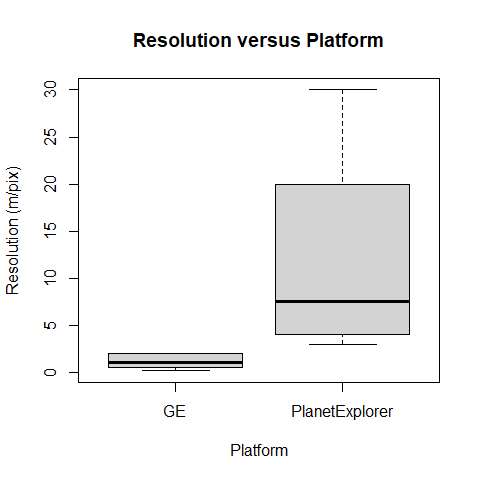 Resolution versus Platform
Resolution (m/pix)
30
25
20
15
10
5
0
GE PlanetExplorer
Platform